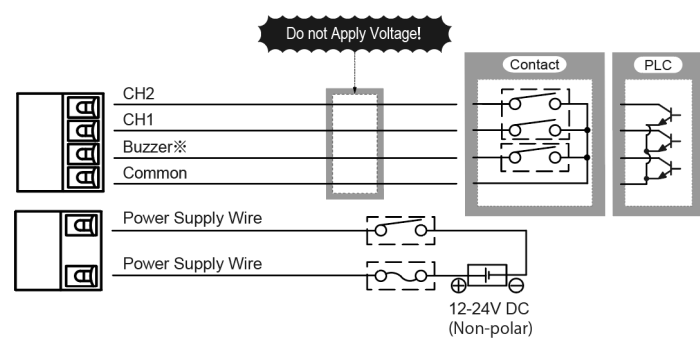 Do not Apply Voltage!
Contact
PLC
CH2
CH1
Buzzer※
Common
Power Supply Wire
Power Supply Wire
12-24V DC
(Non-polar)